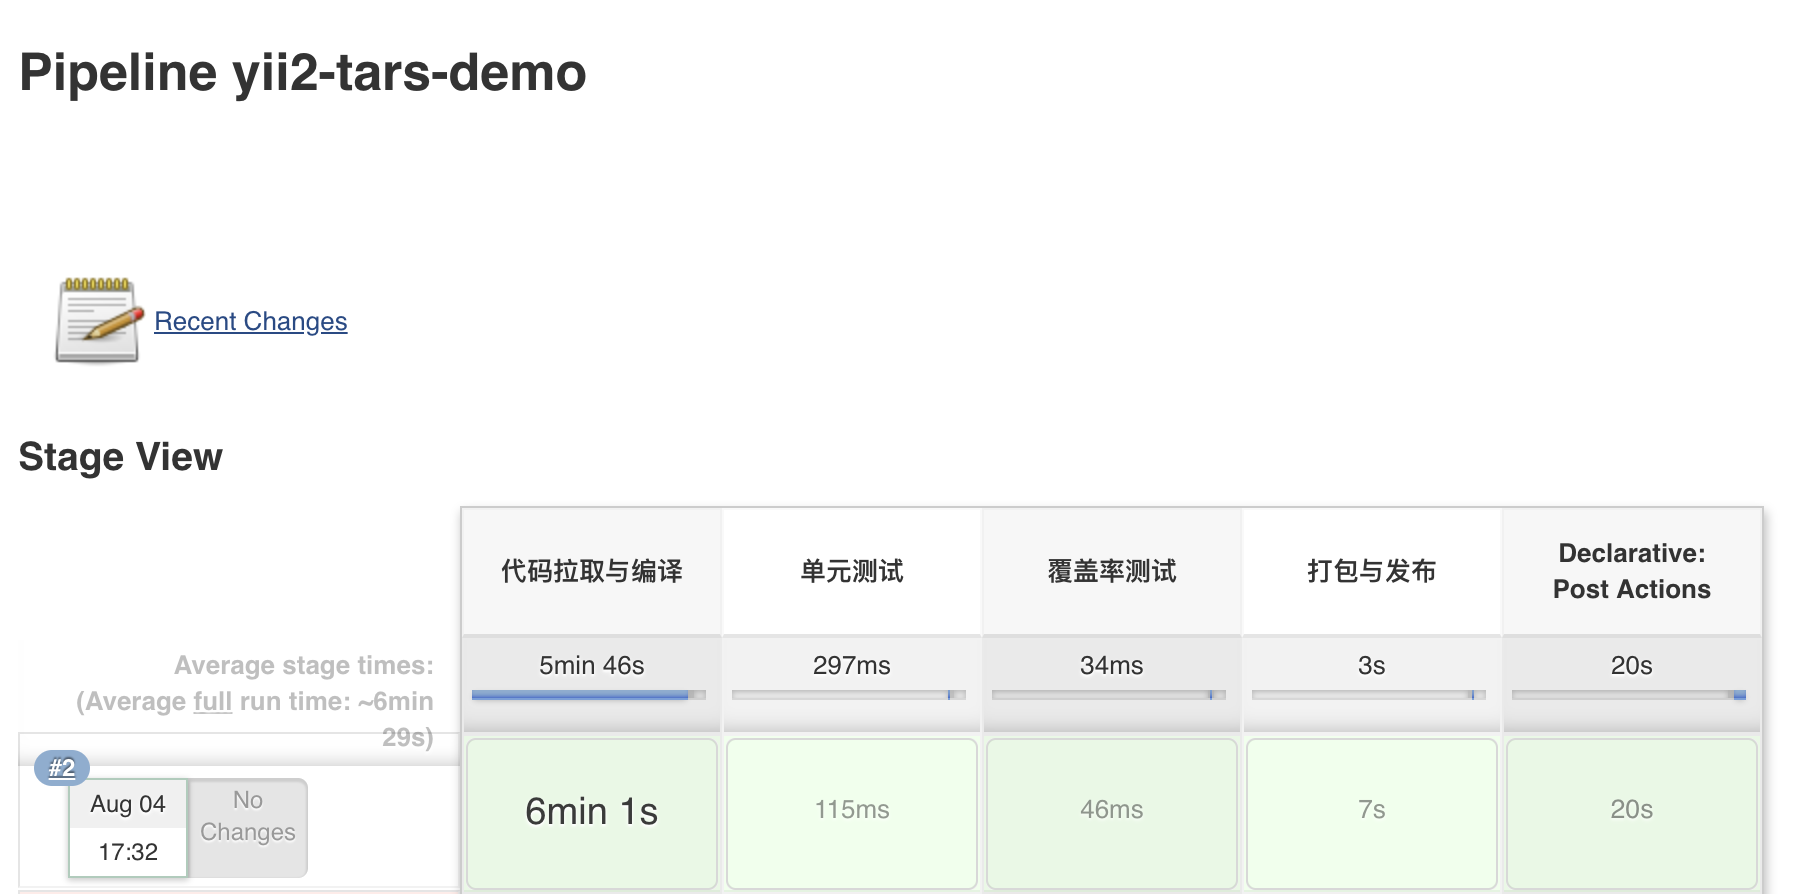 Pipeline yii2-tars-demo
Recent Changes
Stage View
代码拉取与编译
单元测试
覆盖率测试
打包与发布
Declarative:
Post Actions
Average stage times:
(Average full run time: ~6min
29s)
5min 46s
297ms
34ms
3s
20s
#2
Aug 04
17:32
No
Changes
6min 1s
115ms
46ms
7s
20s